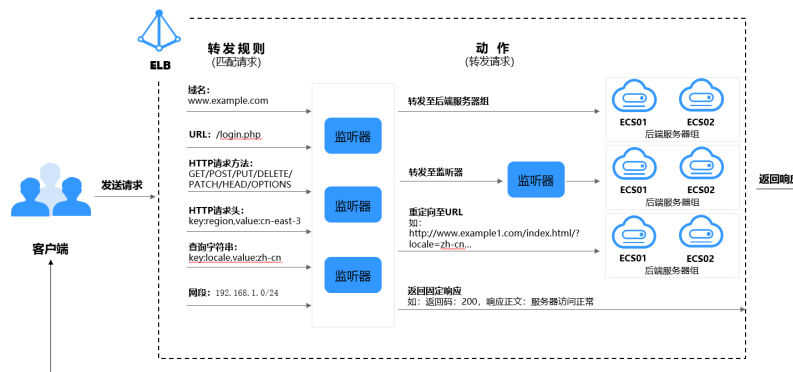 ELB
转发规则
(匹配请求)
动 作
(转发请求)
域名：
www.example.com
URL：/login.php
HTTP请求方法：
GET/POST/PUT/DELETE/
PATCH/HEAD/OPTIONS
HTTP请求头：
key:region,value:cn-east-3
查询字符串：
key:locale,value:zh-cn
网段：192.168.1.0/24
监听器
监听器
监听器
转发至后端服务器组
转发至监听器
监听器
重定向至URL
如：
http://www.example1.com/index.html/?
locale=zh-cn...
返回固定响应
如：返回码：200，响应正文：服务器访问正常
ECS01 ECS02
后端服务器组
ECS01 ECS02
后端服务器组
ECS01 ECS02
后端服务器组
发送请求
客户端
返回响应